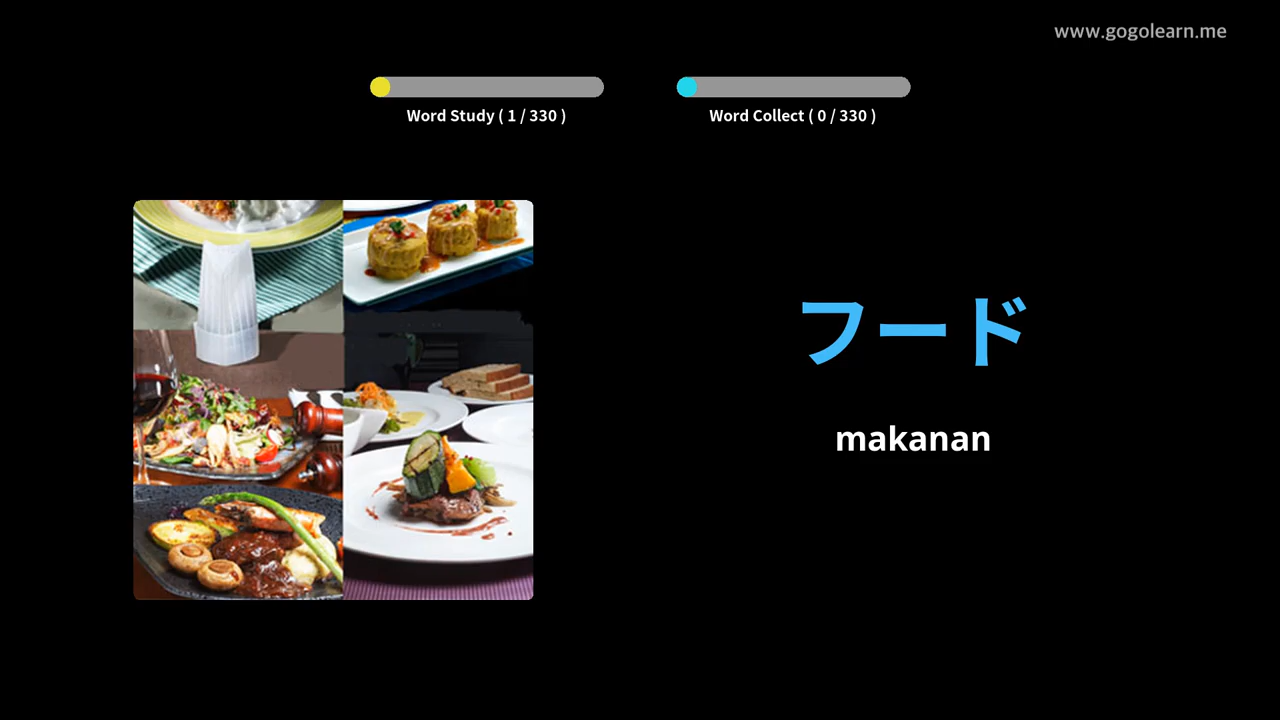 www.gogolearn.me
Word Study ( 1 / 330 )
Word Collect ( 0 / 330 )
フード
makanan